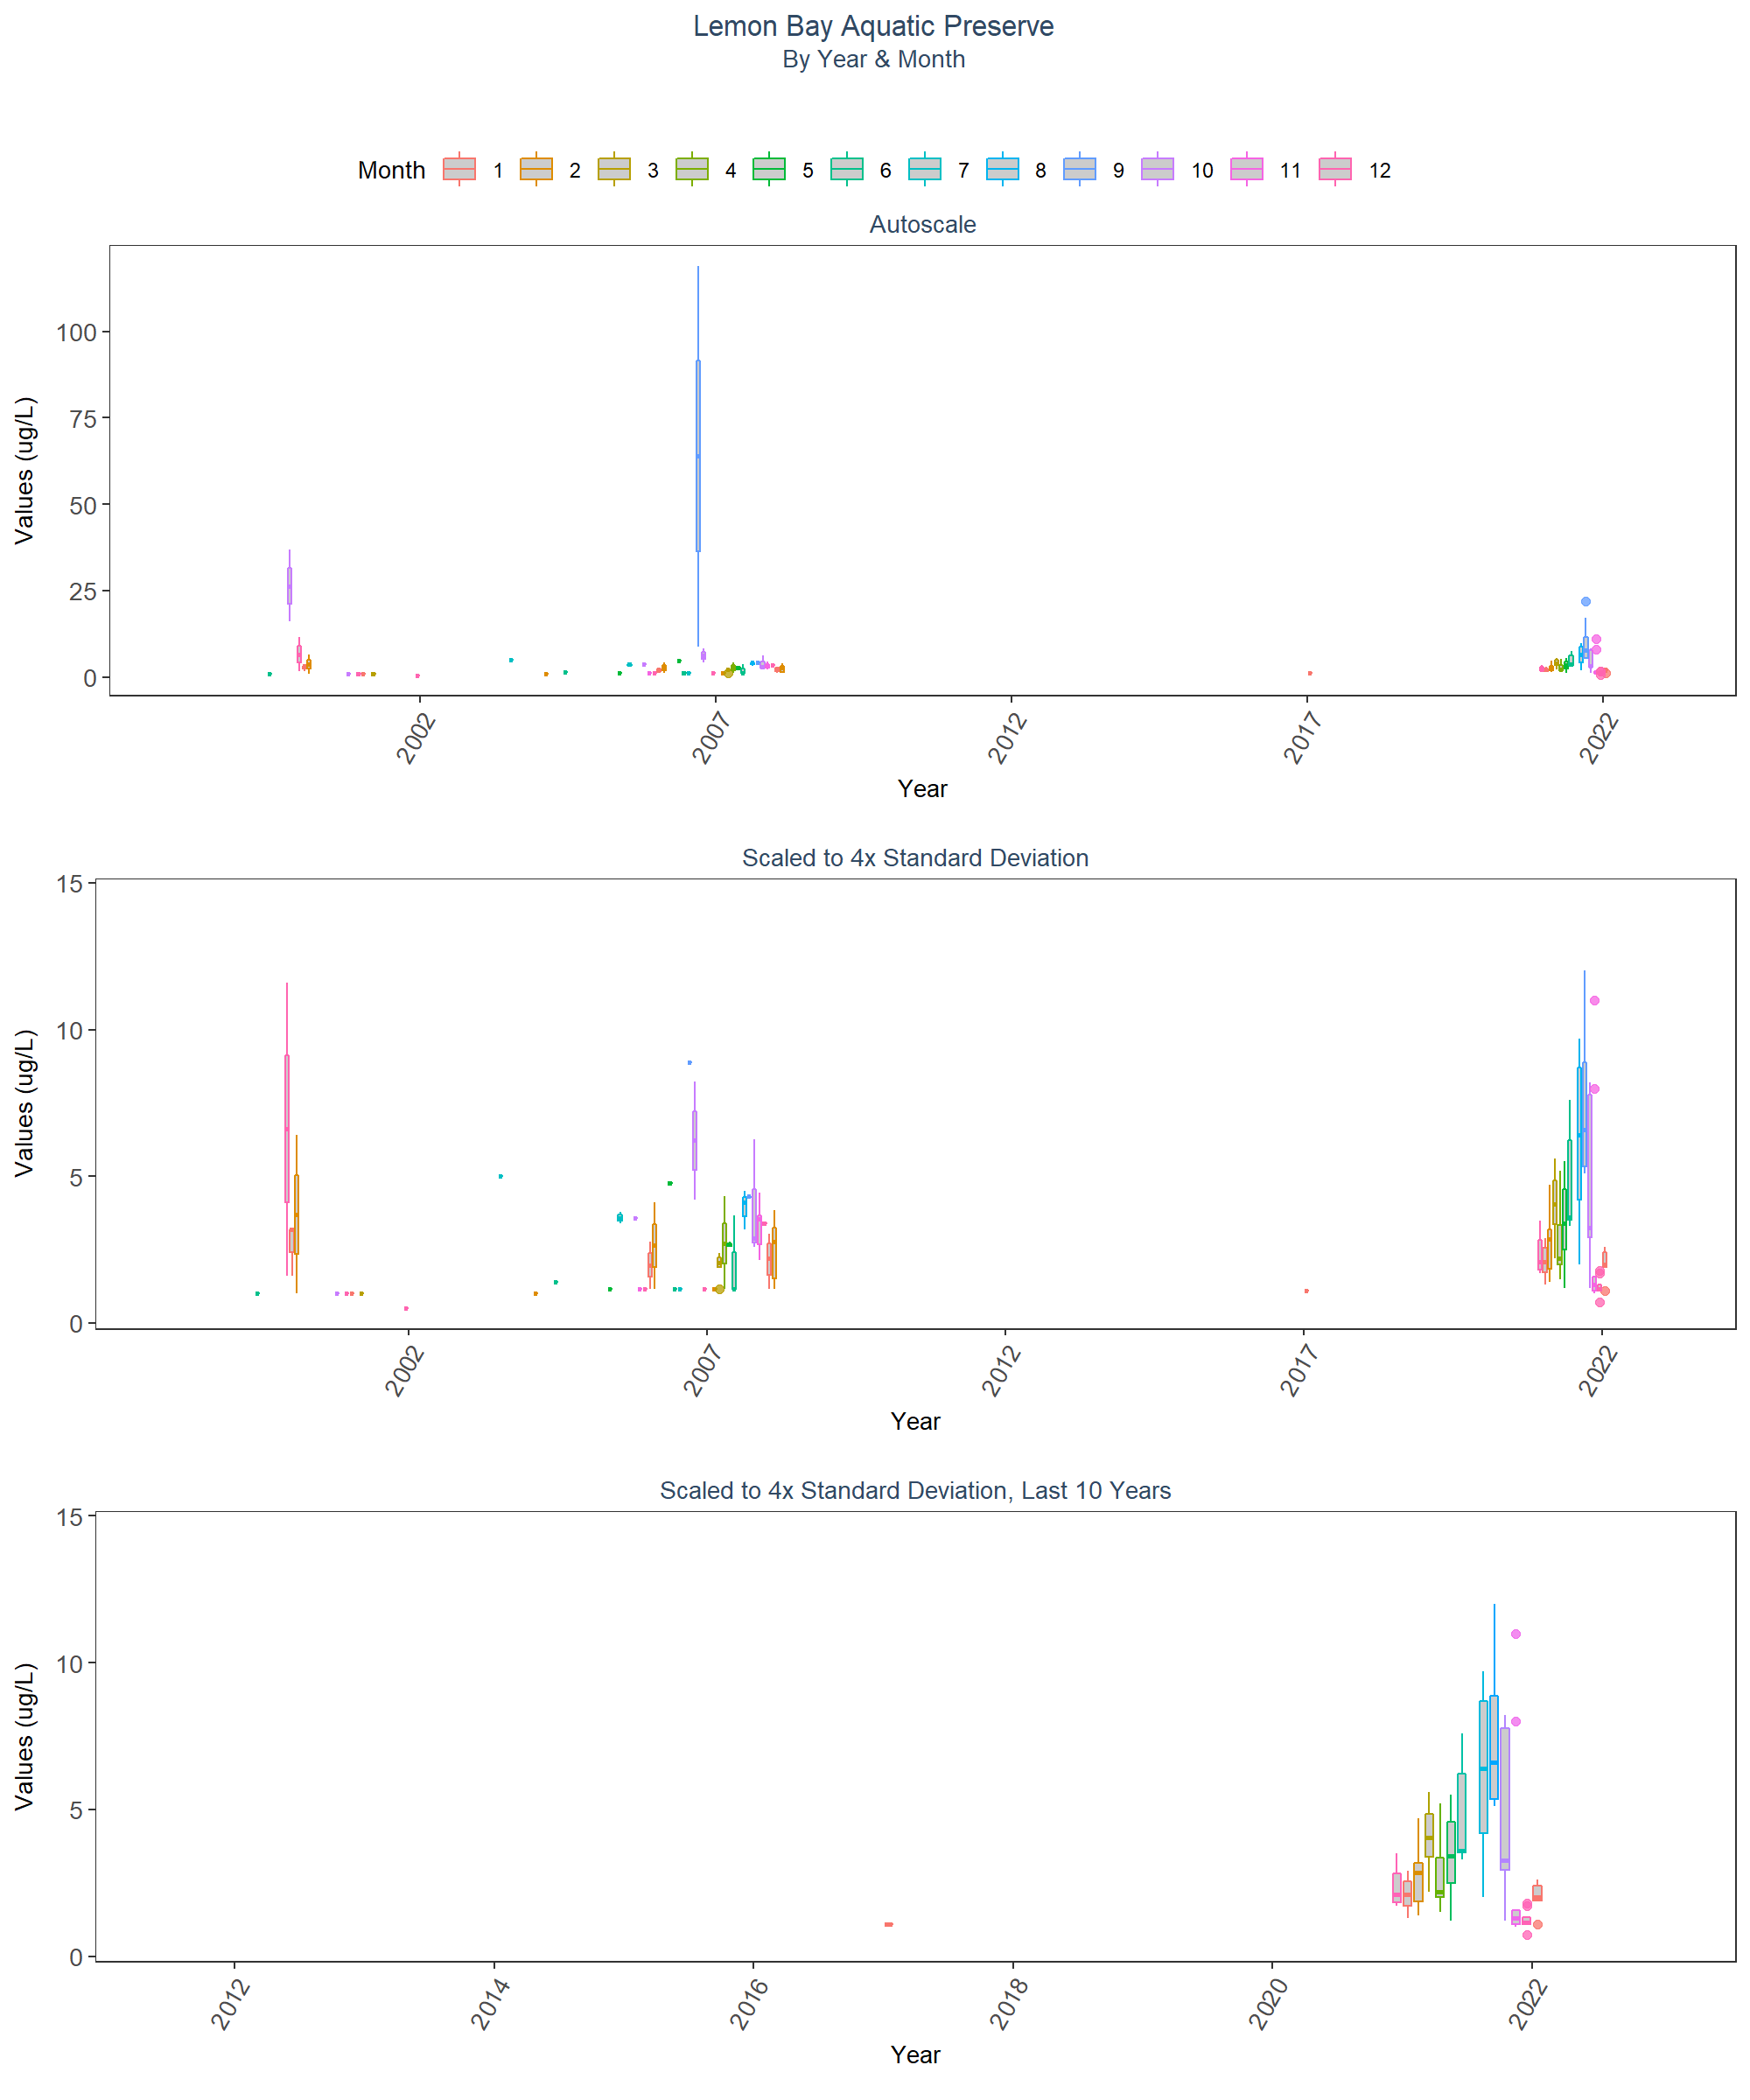 Lemon Bay Aquatic Preserve
By Year & Month
Month 1 2 3 4 5 6 7 8 9 10 11 12
Autoscale
Values (ug/L)
100
75
50
25
0
2002 2007 2012 2017 2022
Year
Scaled to 4x Standard Deviation
Values (ug/L)
15
10
5
0
2002 2007 2012 2017 2022
Year
Scaled to 4x Standard Deviation, Last 10 Years
Values (ug/L)
15
10
5
0
2012 2014 2016 2018 2020 2022
Year